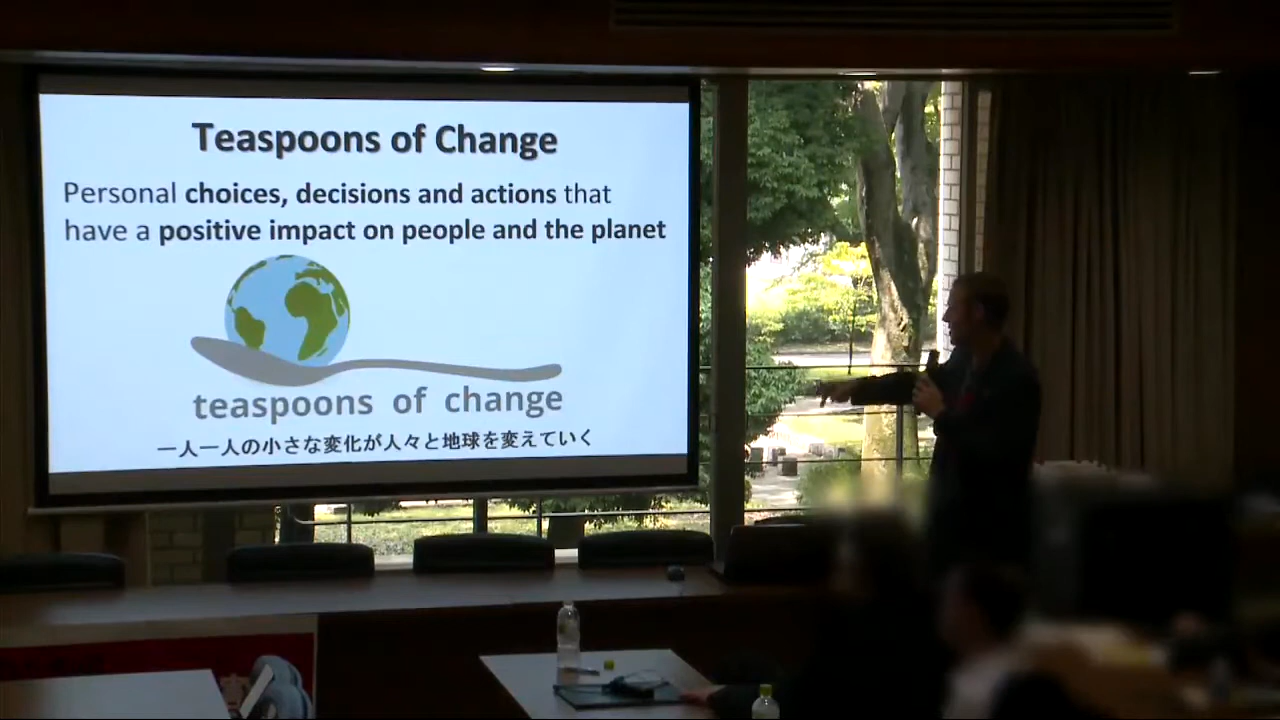 Teaspoons of Change
Personal choices, decisions and actions that
have a positive impact on people and the planet
teaspoons of change
一人一人の小さな変化が人々と地球を変えていく